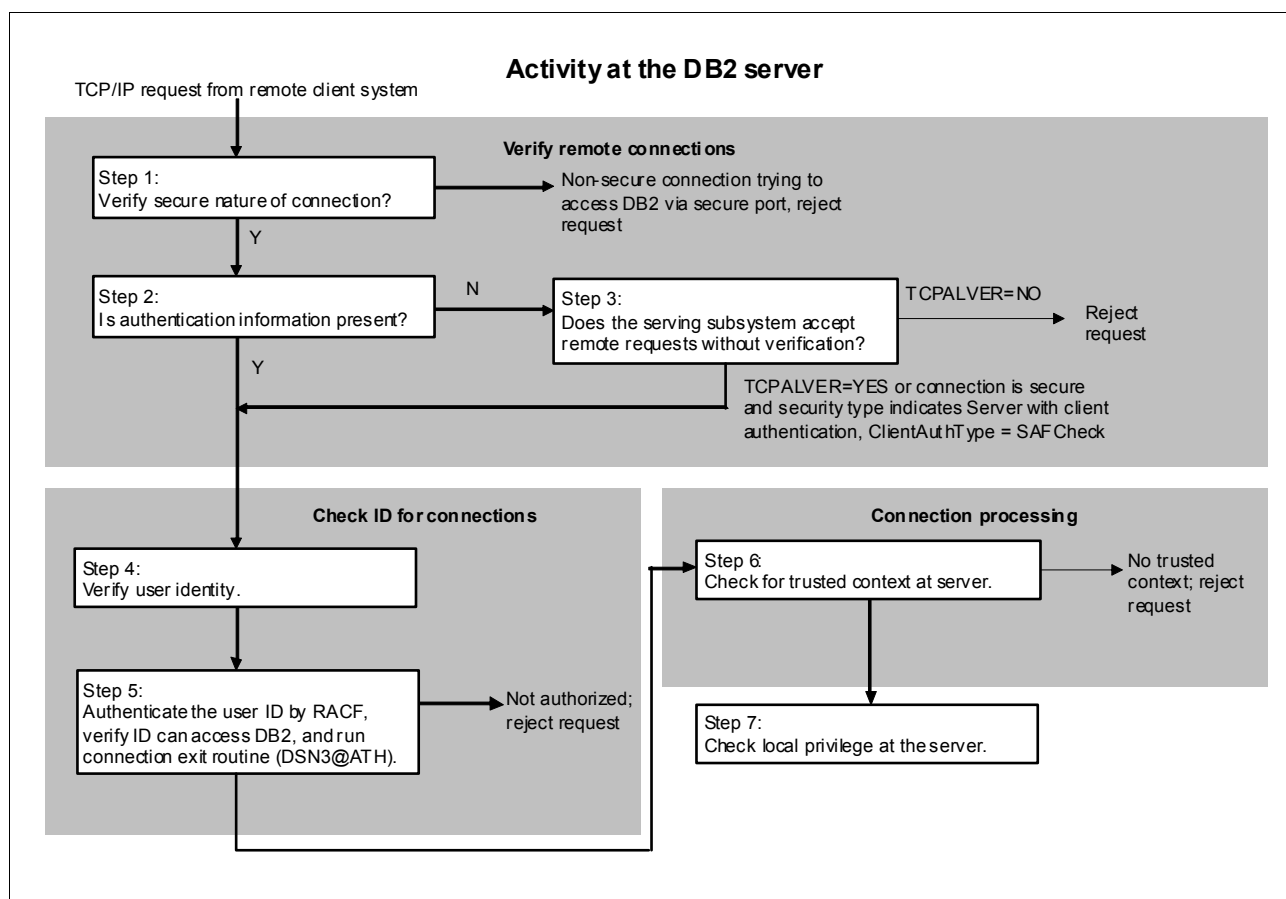 Activity at the DB2 server
TCP/IP request from remote client system
Verify remote connections
Step 1:
Verify secure nature of connection?
Non-secure connection trying to
access DB2 via secure port, reject
request
Y
Step 2:
Is authentication information present?
N
Step 3:
Does the serving subsystem accept
remote requests without verification?
TCPALVER=NO
Reject
request
Y
TCPALVER=YES or connection is secure
and security type indicates Server with client
authentication, ClientAuthType = SAFCheck
Check ID for connections
Step 4:
Verify user identity.
Step 5:
Authenticate the user ID by RACF,
verify ID can access DB2, and run
connection exit routine (DSN3@ATH).
Not authorized;
reject request
Connection processing
Step 6:
Check for trusted context at server.
No trusted
context; reject
request
Step 7:
Check local privilege at the server.